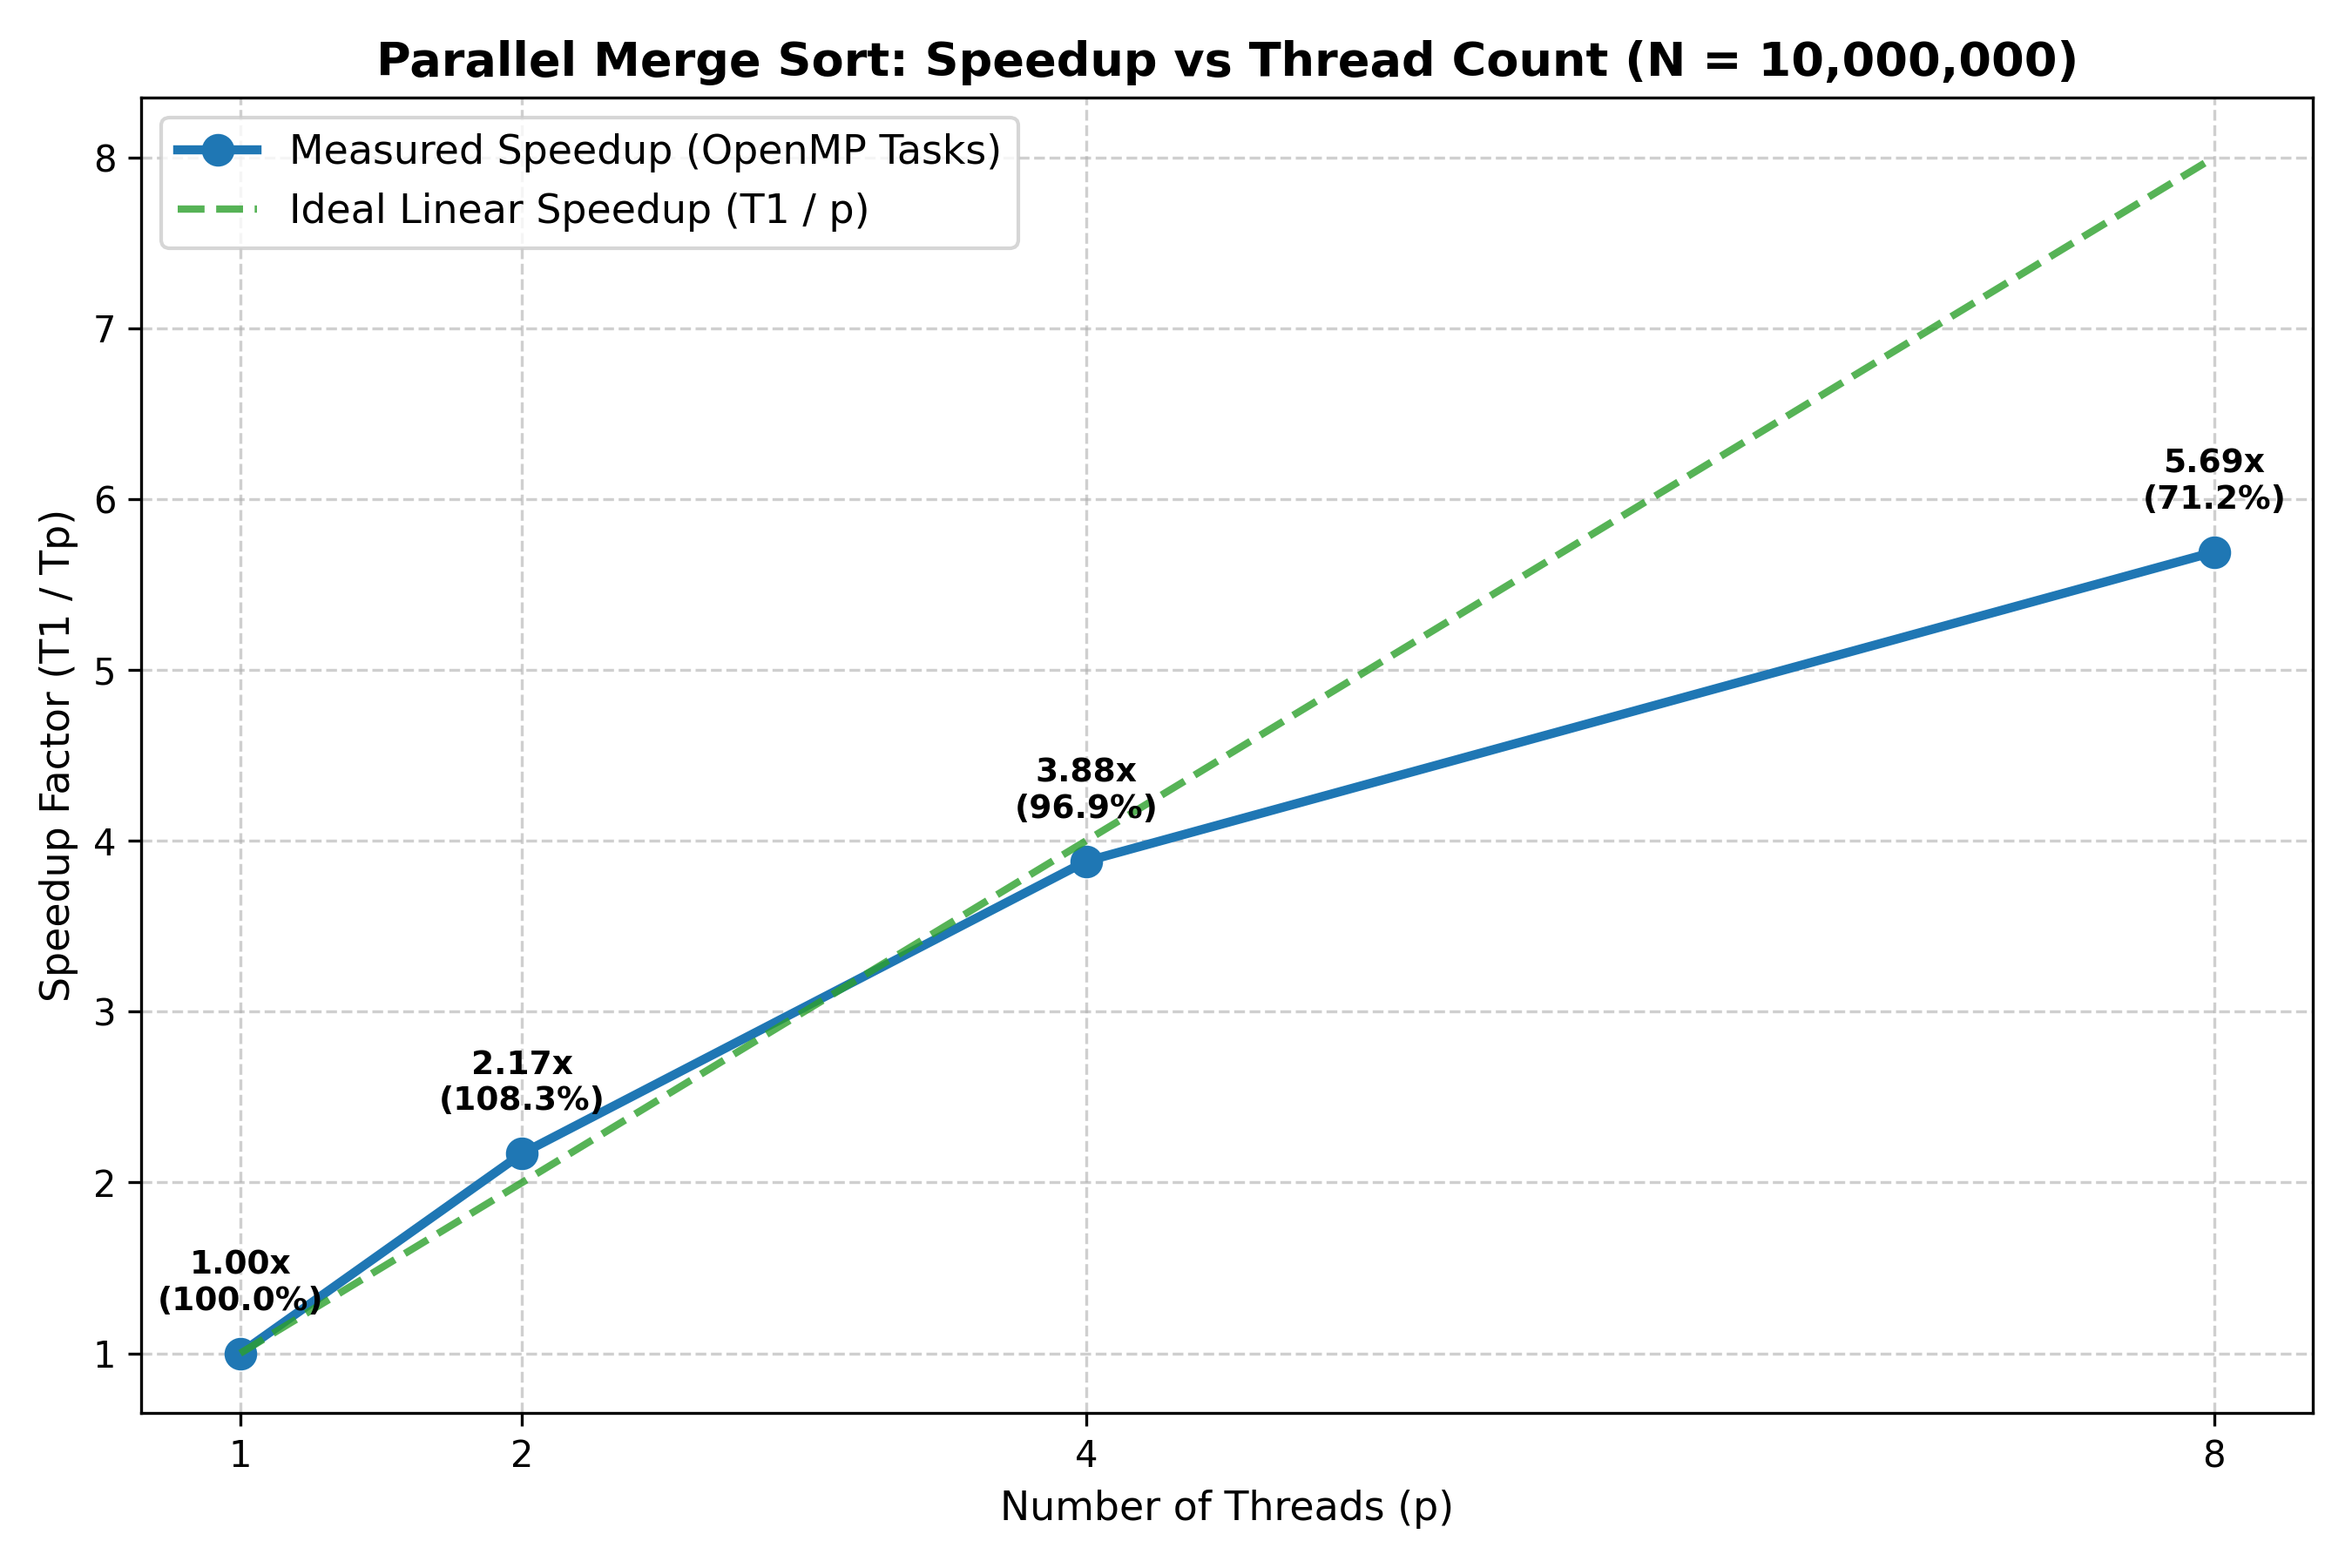 Parallel Merge Sort: Speedup vs Thread Count (N = 10,000,000)
Measured Speedup (OpenMP Tasks)
Ideal Linear Speedup (T1 / p)
Speedup Factor (T1 / Tp)
8
7
6
5
4
3
2
1
1.00x
(100.0%)
2.17x
(108.3%)
3.88x
(96.9%)
5.69x
(71.2%)
1
2
4
8
Number of Threads (p)